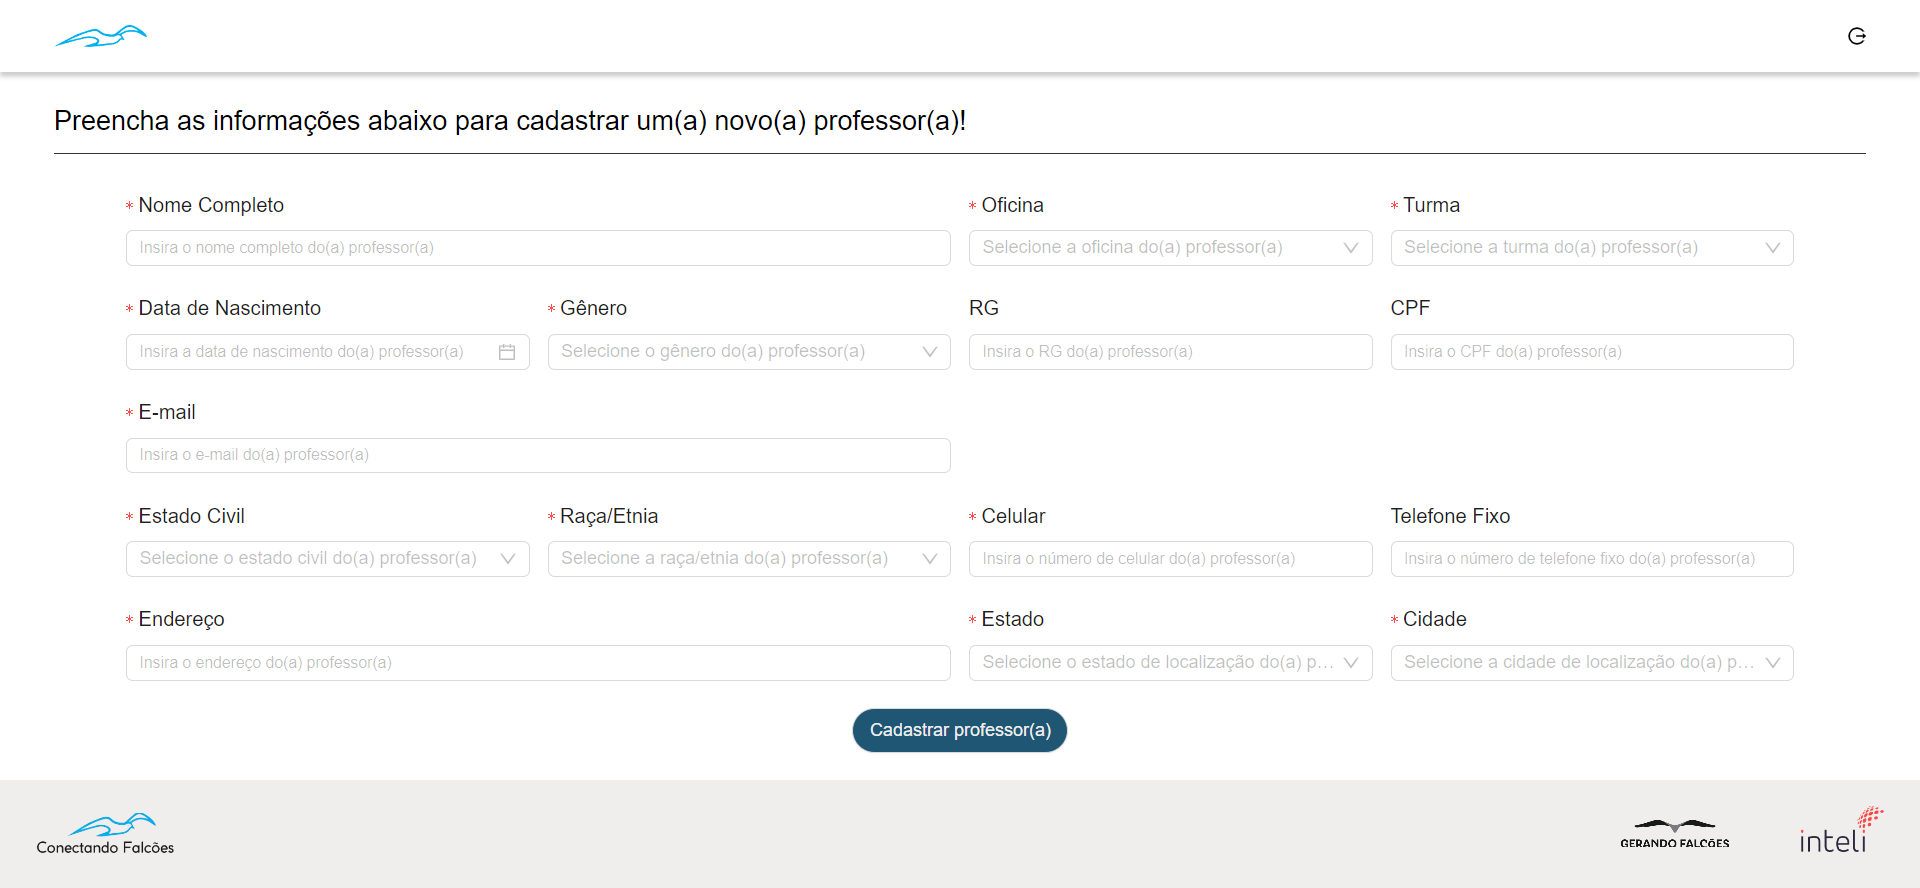 Preencha as informações abaixo para cadastrar um(a) novo(a) professor(a)!
* Nome Completo
* Oficina
* Turma
Insira o nome completo do(a) professor(a)
Selecione a oficina do(a) professor(a)
Selecione a turma do(a) professor(a)
* Data de Nascimento
* Gênero
RG
CPF
Insira a data de nascimento do(a) professor(a)
Selecione o gênero do(a) professor(a)
Insira o RG do(a) professor(a)
Insira o CPF do(a) professor(a)
* E-mail
Insira o e-mail do(a) professor(a)
* Estado Civil
* Raça/Etnia
* Celular
Telefone Fixo
Selecione o estado civil do(a) professor(a)
Selecione a raça/etnia do(a) professor(a)
Insira o número de celular do(a) professor(a)
Insira o número de telefone fixo do(a) professor(a)
* Endereço
* Estado
* Cidade
Insira o endereço do(a) professor(a)
Selecione o estado de localização do(a) p...
Selecione a cidade de localização do(a) p...
Cadastrar professor(a)
Conectando Falcões
GERANDO FALCÕES
inteli